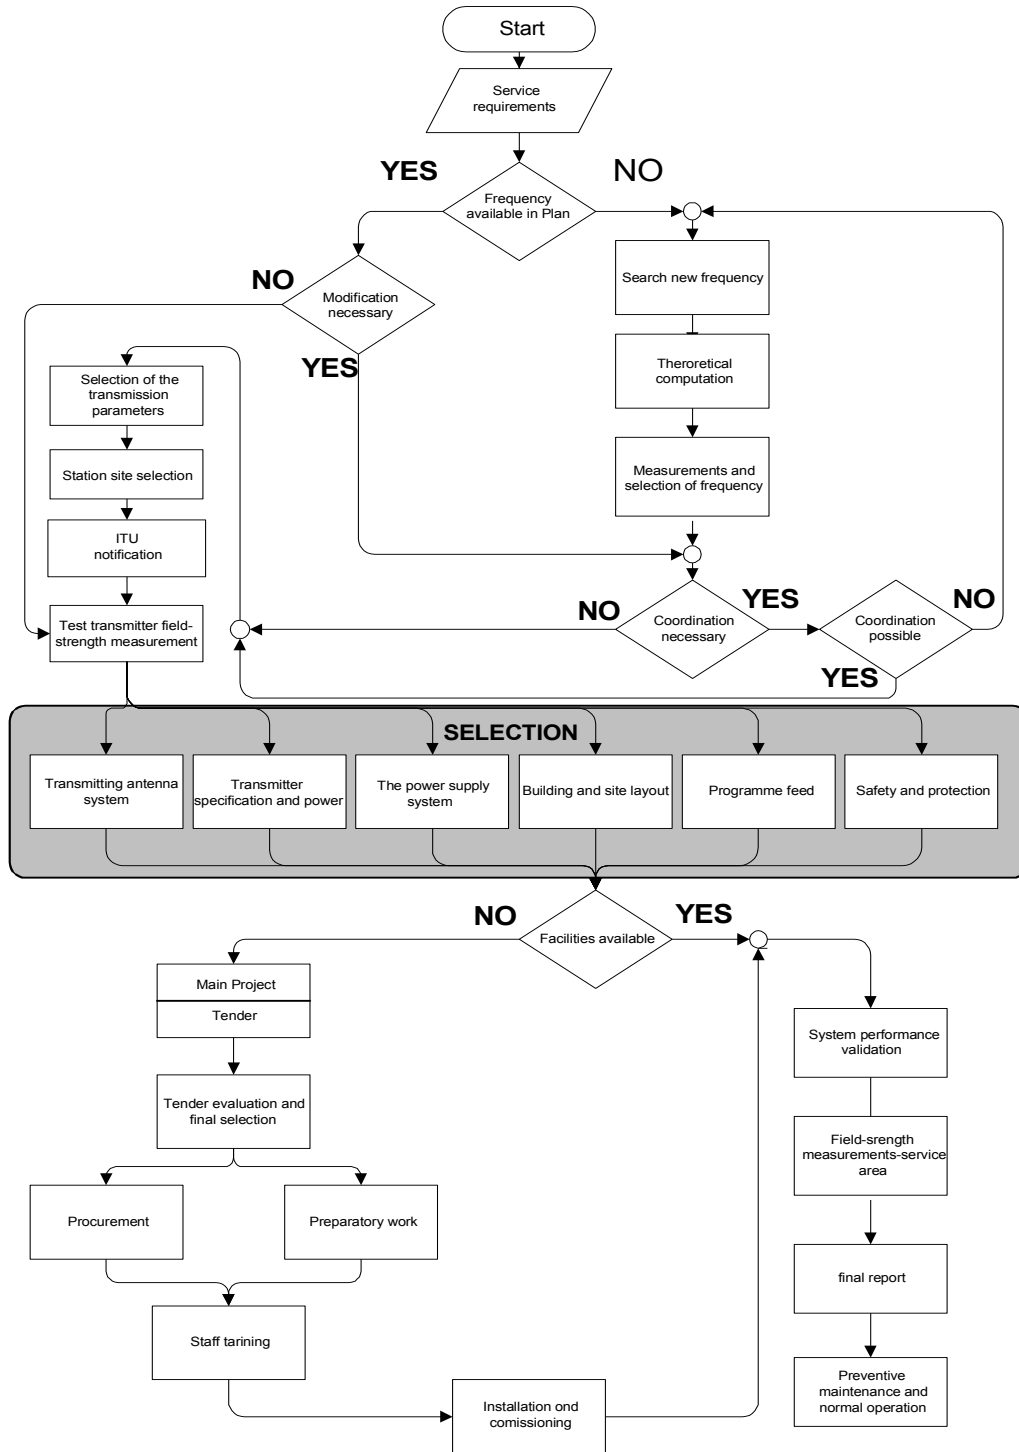 Start
Service
requirements
YES
NO
Frequency
available in Plan
NO
Modification
necessary
YES
Search new frequency
Theroretical
computation
Selection of the
transmission
parameters
Station site selection
Measurements and
selection of frequency
ITU
notification
Test transmitter field-
strength measurement
NO
Coordination
necessary
YES
Coordination
possible
NO
YES
SELECTION
Transmitting antenna
system
Transmitter
specification and power
The power supply
system
Building and site layout
Programme feed
Safety and protection
NO
YES
Facilities available
Main Project
Tender
System performance
validation
Tender evaluation and
final selection
Field-srength
measurements-service
area
Procurement
Preparatory work
final report
Staff tarining
Preventive
maintenance and
normal operation
Installation ond
comissioning